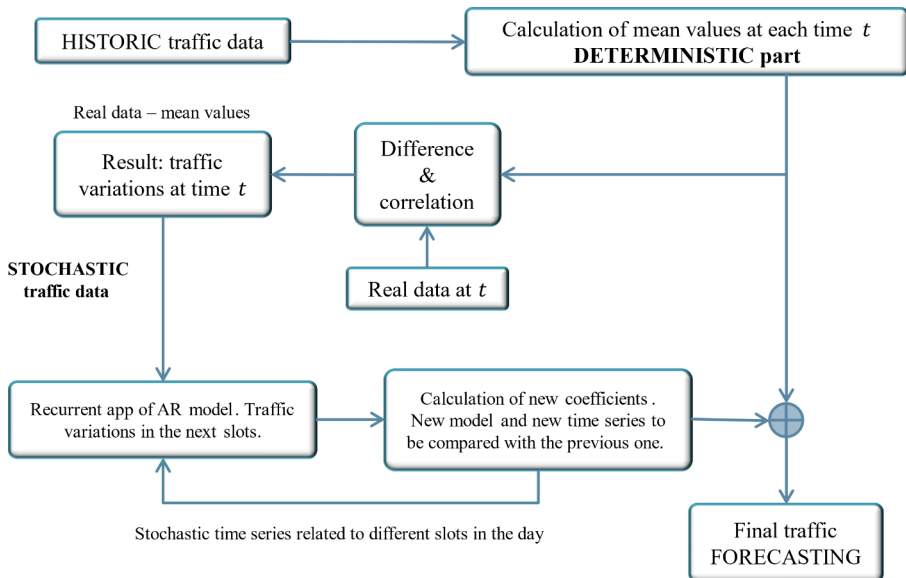 HISTORIC traffic data
Calculation of mean values at each time t
DETERMINISTIC part
Real data – mean values
Result: traffic
variations at time t
Difference
&
correlation
STOCHASTIC
traffic data
Real data at t
Recurrent app of AR model. Traffic
variations in the next slots.
Calculation of new coefficients.
New model and new time series to
be compared with the previous one.
Stochastic time series related to different slots in the day
Final traffic
FORECASTING